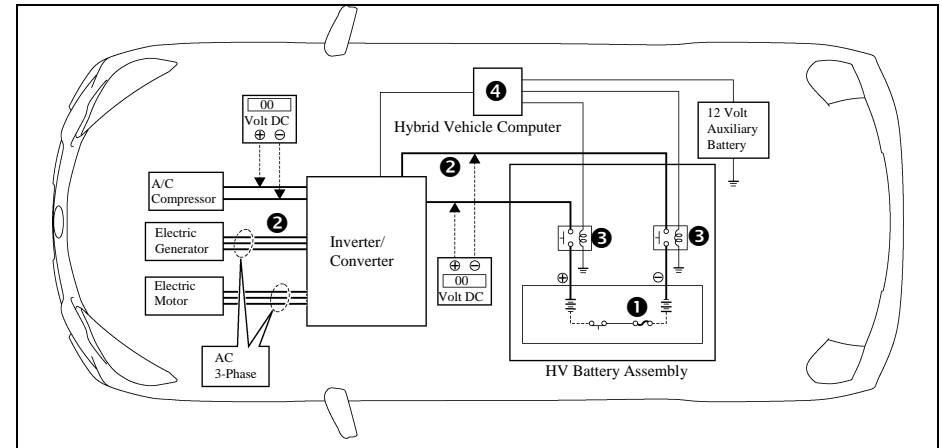 00
Volt DC
⊕ ⊖
❹
Hybrid Vehicle Computer
12 Volt
Auxiliary
Battery
A/C
Compressor
❷
❷
Electric
Generator
Inverter/
Converter
❸
❸
⊕ ⊖
00
Volt DC
⊕
⊖
Electric
Motor
❶
AC
3-Phase
HV Battery Assembly